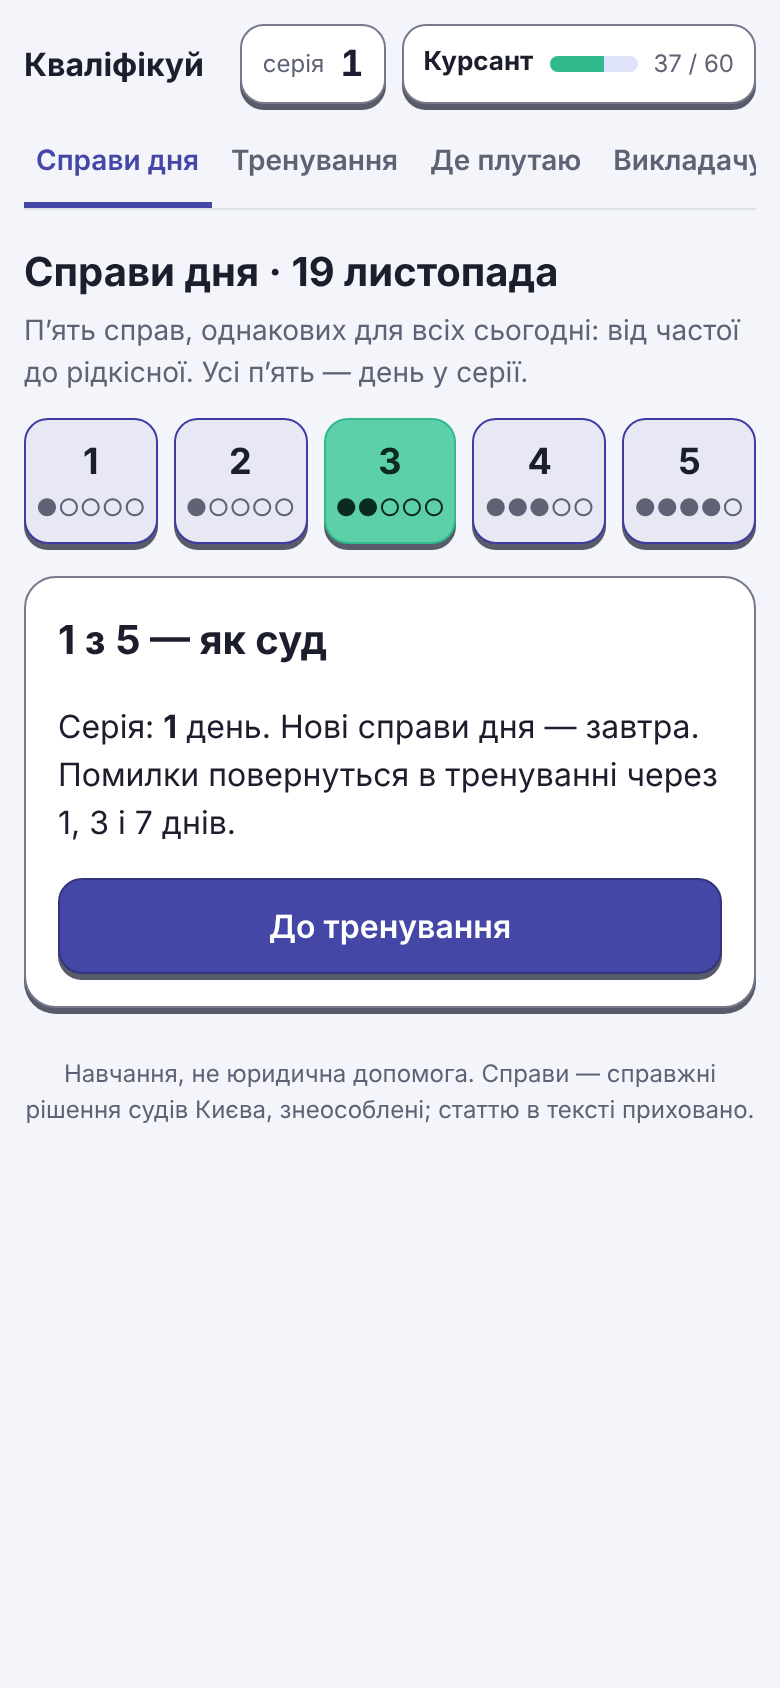 Кваліфікуй
серія 1
Курсант 37 / 60
Справи дня Тренування Де плутаю Викладачу
Справи дня · 19 листопада
П’ять справ, однакових для всіх сьогодні: від частої
до рідкісної. Усі п’ять — день у серії.
1 2 3 4 5
1 з 5 — як суд
Серія: 1 день. Нові справи дня — завтра.
Помилки повернуться в тренуванні через
1, 3 і 7 днів.
До тренування
Навчання, не юридична допомога. Справи — справжні
рішення судів Києва, знеособлені; статтю в тексті приховано.